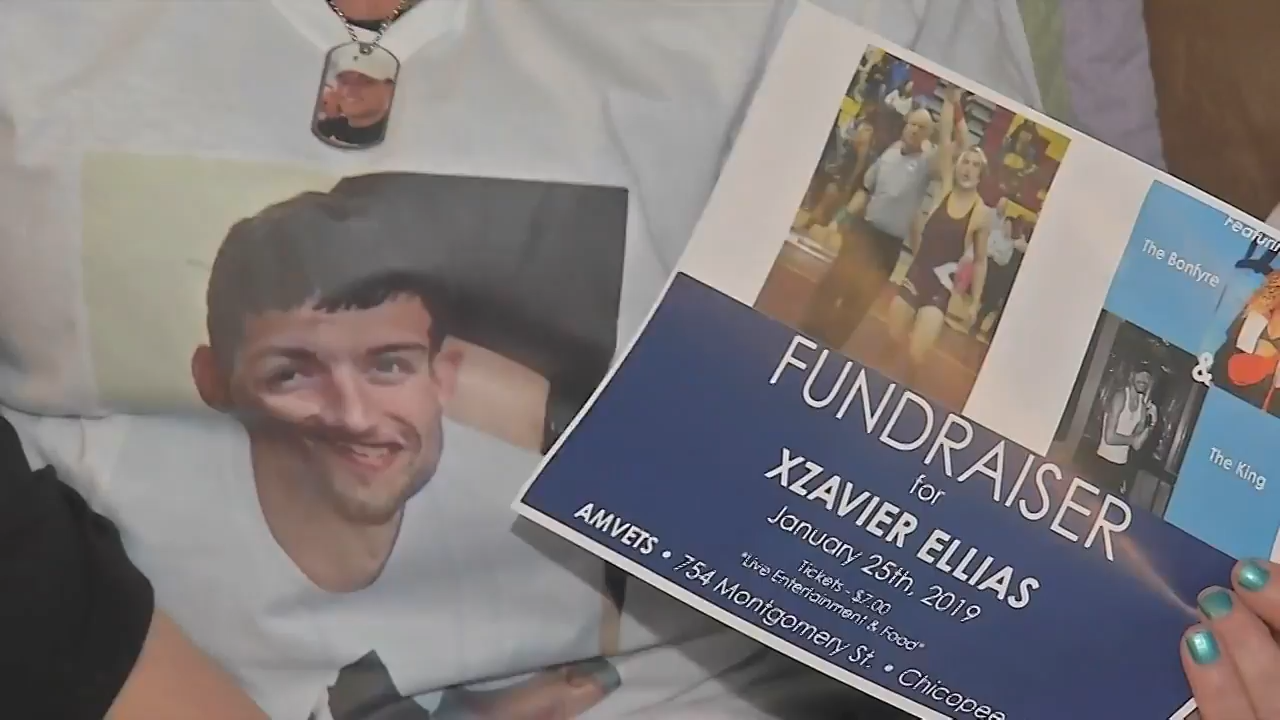 Featuri
The Bonfyre
&
The King
FUNDRAISER
for
XZAVIER ELLIAS
January 25th, 2019
Tickets - $7.00
*Live Entertainment & Food*
AMVETS • 754 Montgomery St. • Chicopee